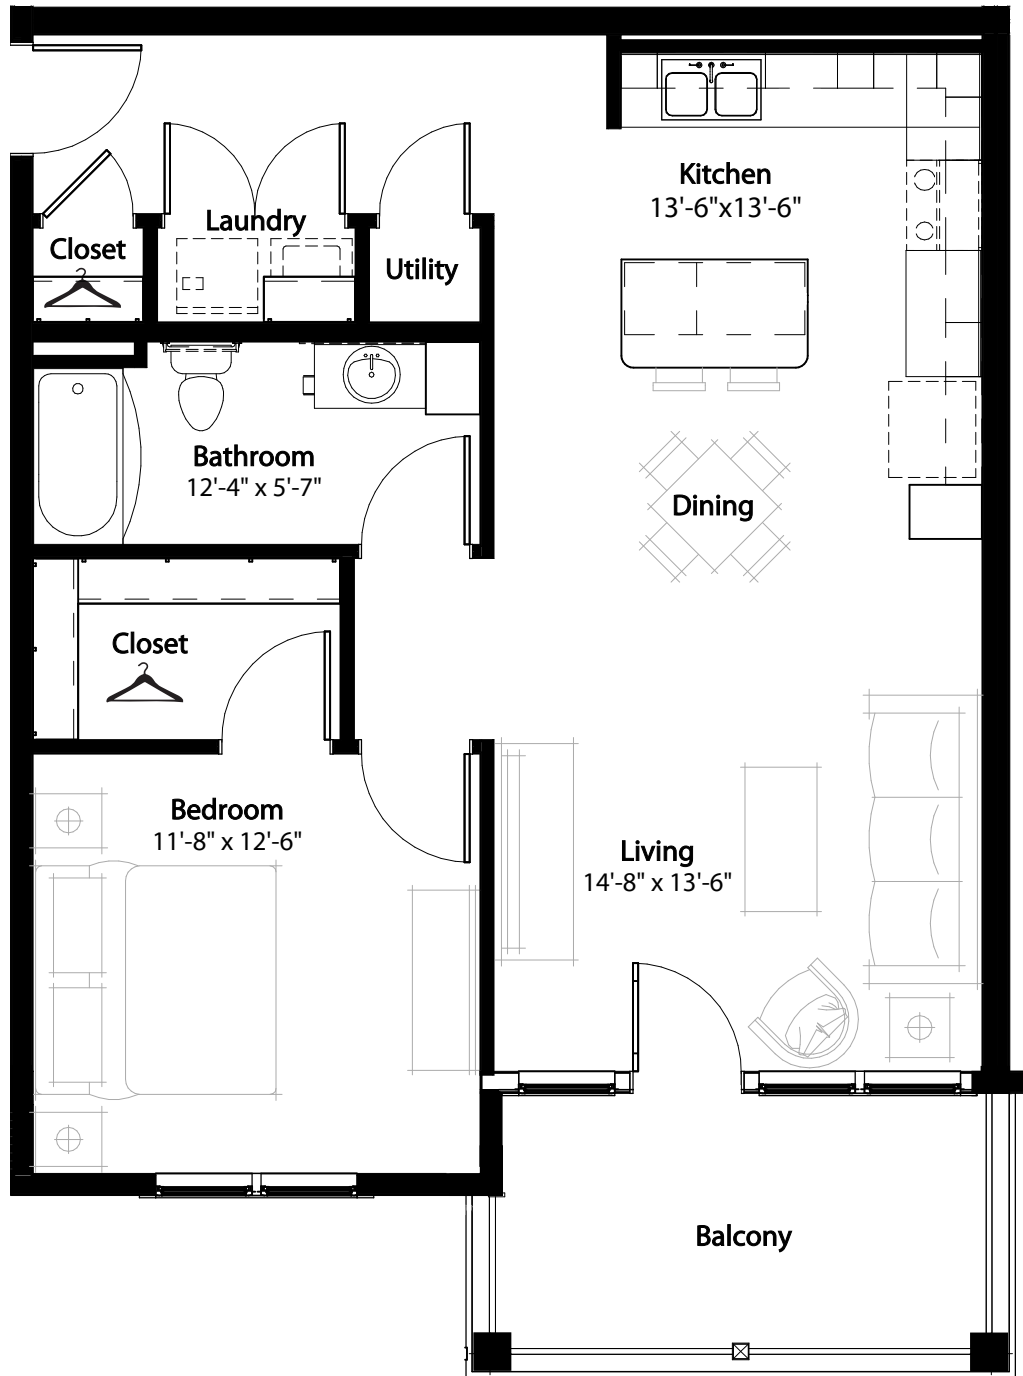 Kitchen
13'-6"x13'-6"
Laundry
Closet
Utility
Bathroom
12'-4" x 5'-7"
Dining
Closet
Bedroom
11'-8" x 12'-6"
Living
14'-8" x 13'-6"
Balcony